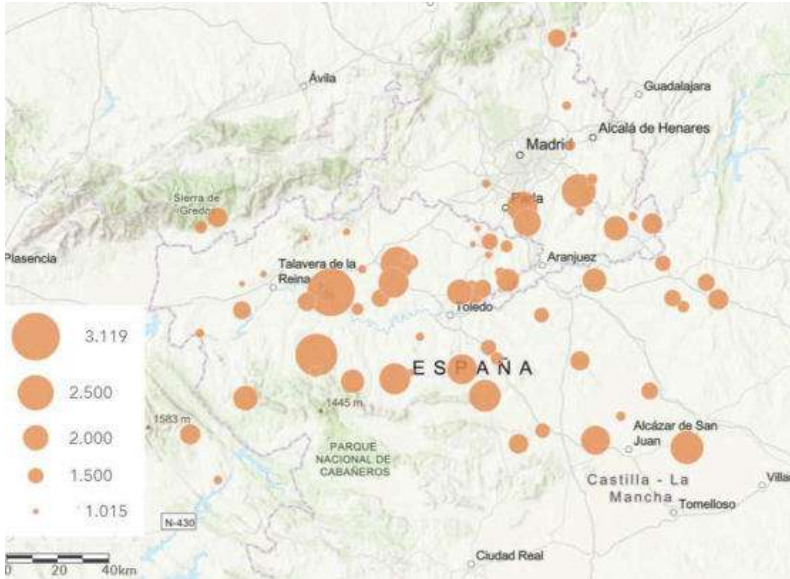 Ávila
Guadalajara
Madrid
Alcalá de Henares
Sierra de
Gredos
Parla
Plasencia
Talavera de la
Reina
Aranjuez
Toledo
3.119
2.500
2.000
1.500
1.015
ESPAÑA
1445 m
1583 m
PARQUE
NACIONAL DE
CABAÑEROS
Alcázar de San
Juan
Castilla - La
Mancha
Villa
Tomelloso
N-430
Ciudad Real
0 20 40km